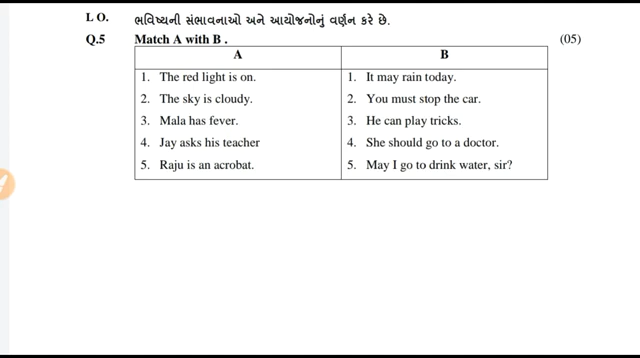 L O. ભવિષ્યની સંભાવનાઓ અને આયોજનોનું વર્ણન કરે છે.
Q.5 Match A with B . (05)
A B
1. The red light is on. 1. It may rain today.
2. The sky is cloudy. 2. You must stop the car.
3. Mala has fever. 3. He can play tricks.
4. Jay asks his teacher 4. She should go to a doctor.
5. Raju is an acrobat. 5. May I go to drink water, sir?
4